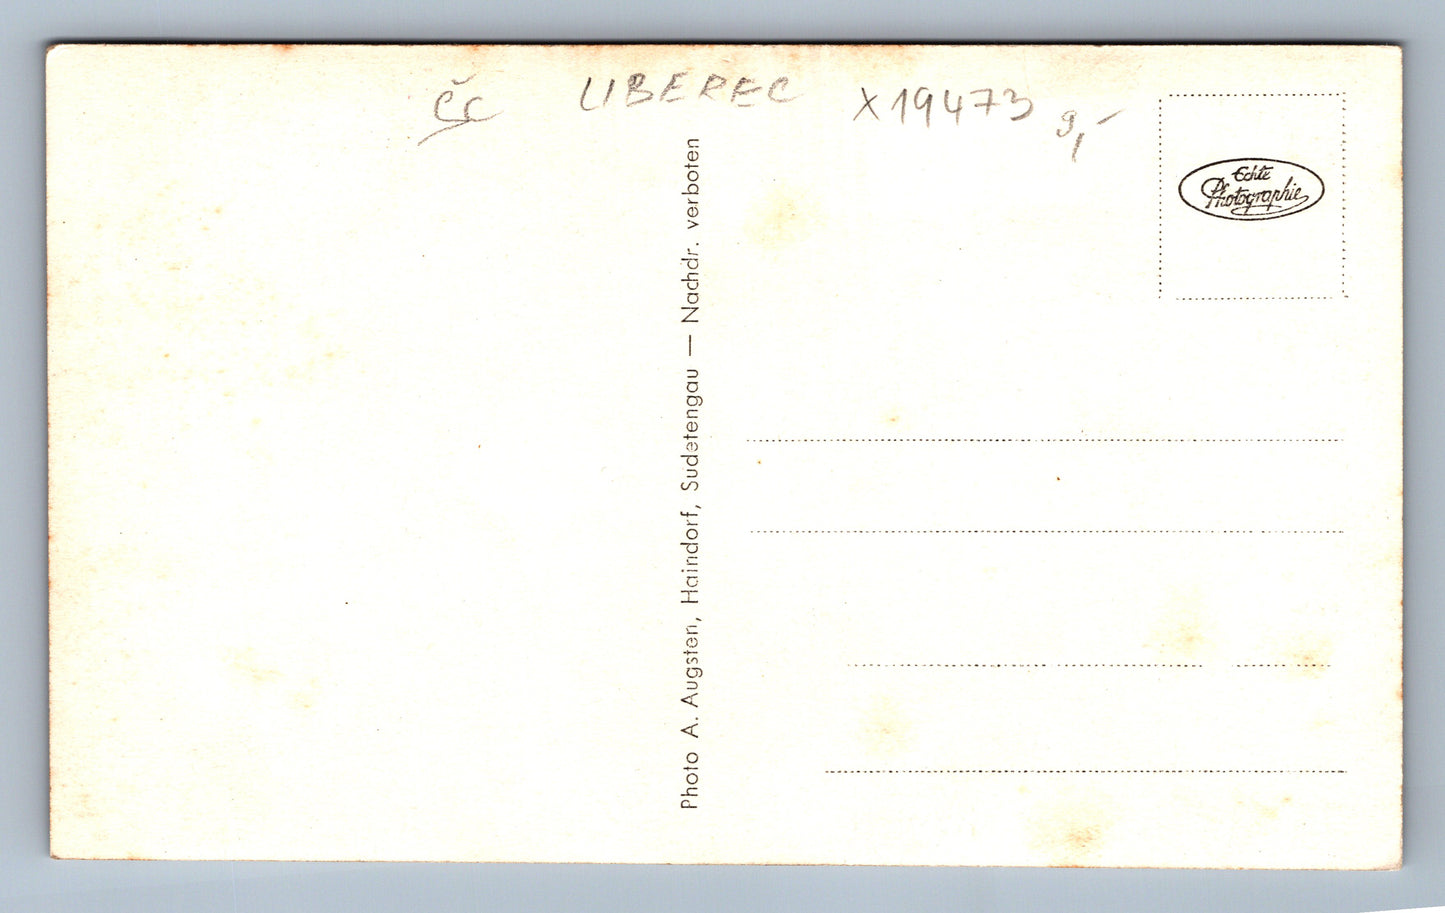 čc LIBEREC X19473 9,-
Echte
Photographie
Photo A. Augsten, Haindorf, Sudetengau — Nachdr. verboten